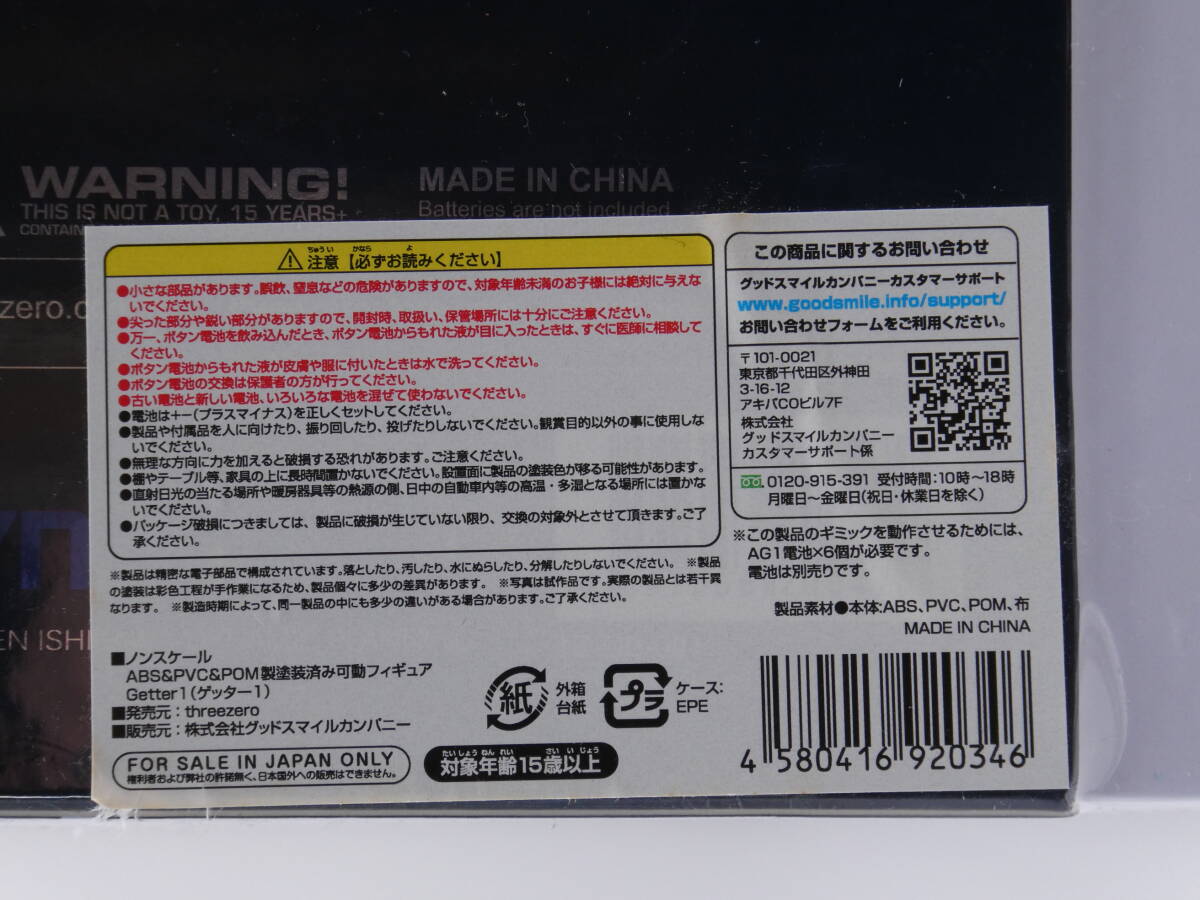 WARNING!
THIS IS NOT A TOY, 15 YEARS+
CONTAIN
MADE IN CHINA
Batteries are not included
zero.c
EN ISHI
ちゅうい かなら よ
注意【必ずお読みください】
●小さな部品があります。誤飲、窒息などの危険がありますので、対象年齢未満のお子様には絶対に与えな
いでください。
●尖った部分や鋭い部分がありますので、開封時、取扱い、保管場所には十分にご注意ください。
●万一、ボタン電池を飲み込んだとき、ボタン電池からもれた液が目に入ったときは、すぐに医師に相談して
ください。
●ボタン電池からもれた液が皮膚や服に付いたときは水で洗ってください。
●ボタン電池の交換は保護者の方が行ってください。
●古い電池と新しい電池、いろいろな電池を混ぜて使わないでください。
●電池は+-(プラスマイナス)を正しくセットしてください。
●製品や付属品を人に向けたり、振り回したり、投げたりしないでください。観賞目的以外の事に使用しな
いでください。
●無理な方向に力を加えると破損する恐れがあります。ご注意ください。
●棚やテーブル等、家具の上に長時間置かないでください。設置面に製品の塗装色が移る可能性があります。
●直射日光の当たる場所や暖房器具等の熱源の側、日中の自動車内等の高温・多湿となる場所には置かな
いでください。
●パッケージ破損につきましては、製品に破損が生じていない限り、交換の対象外とさせて頂きます。ご了
承ください。
※製品は精密な電子部品で構成されています。落としたり、汚したり、水にぬらしたり、分解したりしないでください。 ※製品
の塗装は彩色工程が手作業になるため、製品個々に多少の差異があります。 ※写真は試作品です。実際の製品とは若干異
なります。 ※製造時期によって、同一製品の中にも多少の違いがある場合があります。ご了承ください。
■ノンスケール
ABS&PVC&POM製塗装済み可動フィギュア
Getter1(ゲッター1)
■発売元:threezero
■販売元:株式会社グッドスマイルカンパニー
FOR SALE IN JAPAN ONLY
権利者および弊社の許諾無く、日本国外への販売はできません。
たいしょうねんれい さいいじょう
対象年齢15歳以上
紙
外箱
台紙
プラ
ケース:
EPE
この商品に関するお問い合わせ
グッドスマイルカンパニーカスタマーサポート
www.goodsmile.info/support/
お問い合わせフォームをご利用ください。
〒101-0021
東京都千代田区外神田
3-16-12
アキバCOビル7F
株式会社
グッドスマイルカンパニー
カスタマーサポート係
0120-915-391 受付時間:10時〜18時
月曜日〜金曜日(祝日・休業日を除く)
※この製品のギミックを動作させるためには、
AG1電池×6個が必要です。
電池は別売りです。
製品素材●本体:ABS、PVC、POM、布
MADE IN CHINA
4 580416 920346